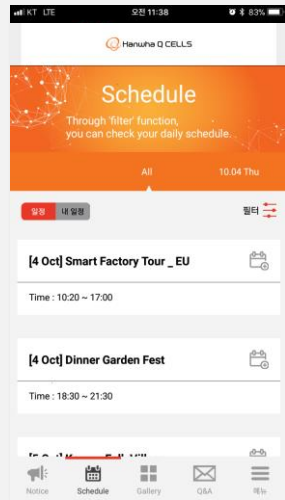 KT LTE 오전 11:38 83%
Hanwha Q CELLS
Schedule
Through 'filter' function,
you can check your daily schedule.
All 10.04 Thu
일정 내 일정 필터
[4 Oct] Smart Factory Tour _ EU
Time : 10:20 ~ 17:00
[4 Oct] Dinner Garden Fest
Time : 18:30 ~ 21:30
Notice Schedule Gallery Q&A 메뉴